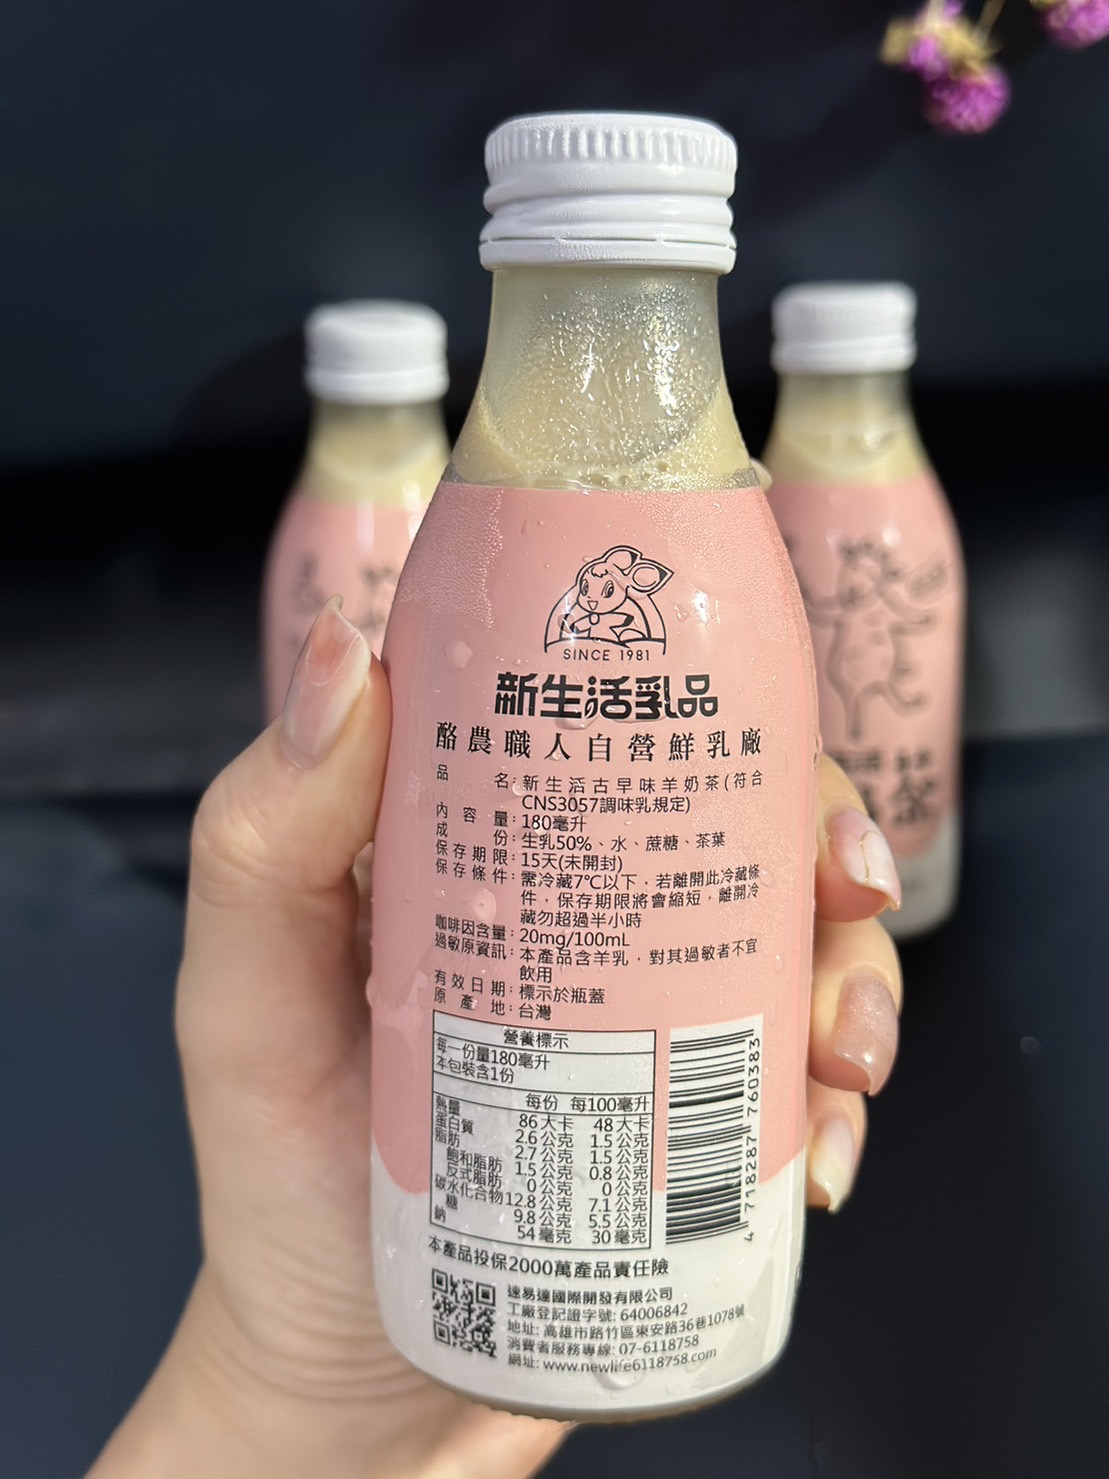 SINCE 1981
新生活乳品
酪農職人自營鮮乳廠
品名:新生活古早味羊奶茶(符合
CNS3057調味乳規定)
內容量:180毫升
成份:生乳50%、水、蔗糖、茶葉
保存期限:15天(未開封)
保存條件:需冷藏7℃以下,若離開此冷藏條
件,保存期限將會縮短,離開冷
藏勿超過半小時
咖啡因含量:20mg/100mL
過敏原資訊:本產品含羊乳,對其過敏者不宜
飲用
有效日期:標示於瓶蓋
原產地:台灣
營養標示
每一份量180毫升
本包裝含1份
每份 每100毫升
熱量 86大卡 48大卡
蛋白質 2.6公克 1.5公克
脂肪 2.7公克 1.5公克
飽和脂肪 1.5公克 0.8公克
反式脂肪 0公克 0公克
碳水化合物 12.8公克 7.1公克
糖 9.8公克 5.5公克
鈉 54毫克 30毫克
4 718287 760383
本產品投保2000萬產品責任險
速易達國際開發有限公司
工廠登記證字號: 64006842
地址: 高雄市路竹區東安路36巷1078號
消費者服務專線: 07-6118758
網址: www.newlife6118758.com
茶